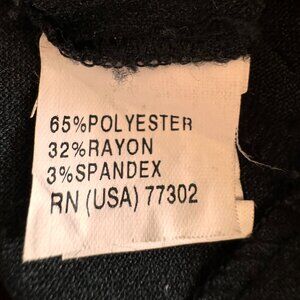 65%POLYESTER
32%RAYON
3%SPANDEX
RN (USA) 77302